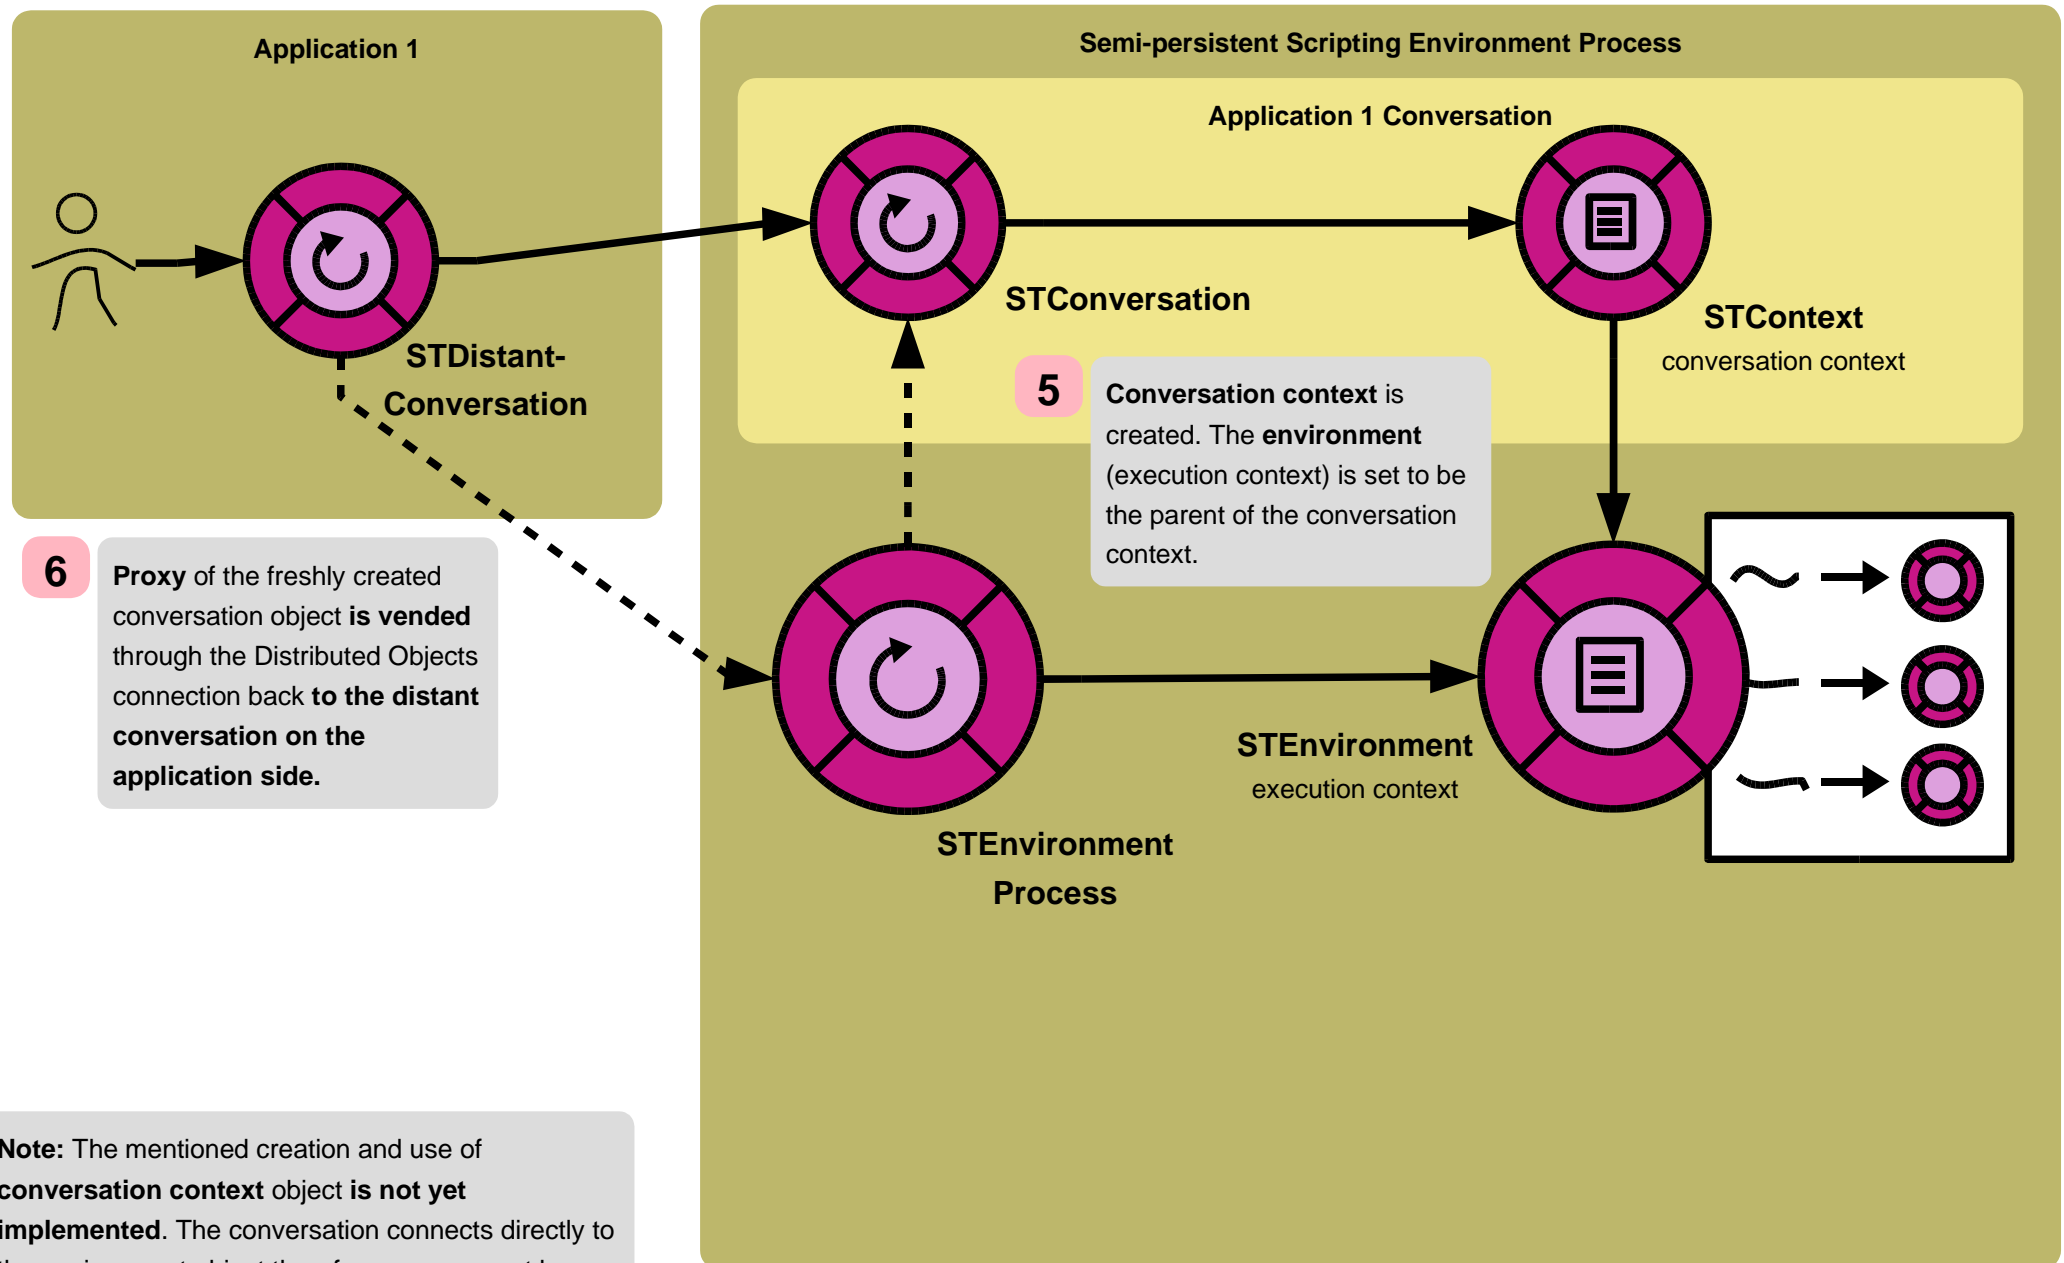 Application 1
Semi-persistent Scripting Environment Process
Application 1 Conversation
STDistant-
Conversation
STConversation
STContext
conversation context
5
Conversation context is
created. The environment
(execution context) is set to be
the parent of the conversation
context.
6
Proxy of the freshly created
conversation object is vended
through the Distributed Objects
connection back to the distant
conversation on the
application side.
STEnvironment
execution context
STEnvironment
Process
Note: The mentioned creation and use of
conversation context object is not yet
implemented. The conversation connects directly to